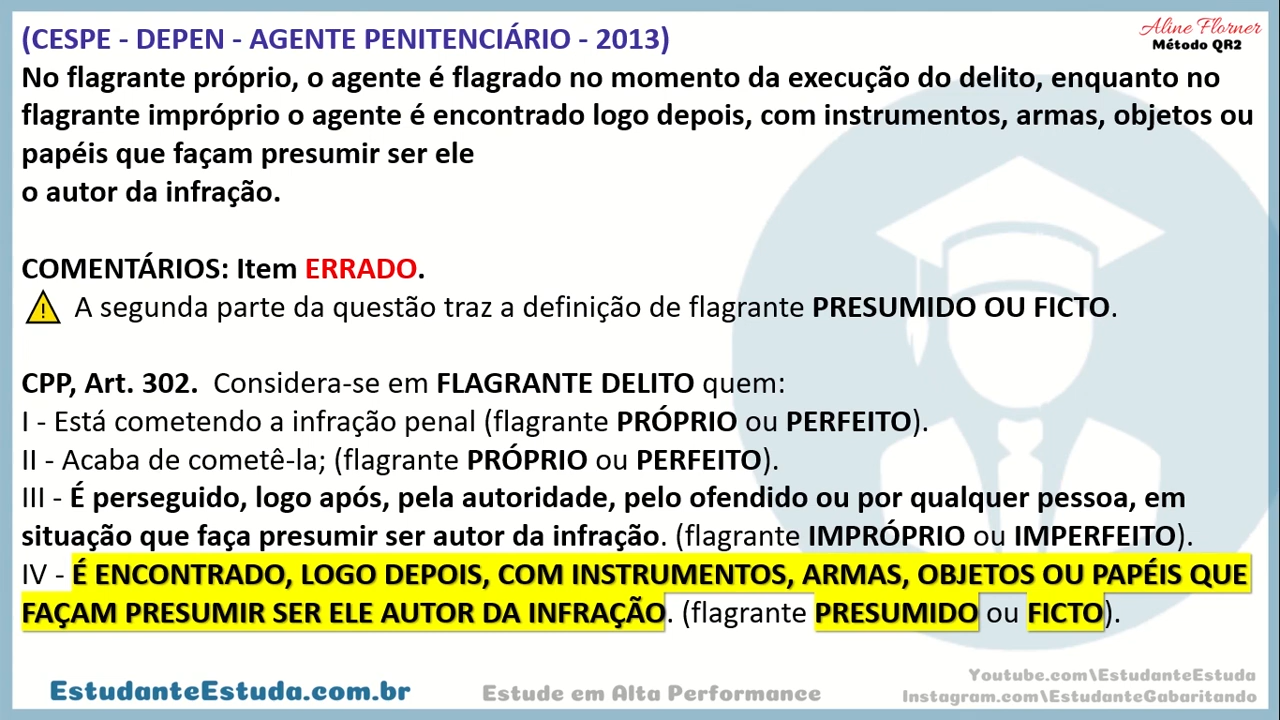 (CESPE - DEPEN - AGENTE PENITENCIÁRIO - 2013)
Aline Florner
Método QR2
No flagrante próprio, o agente é flagrado no momento da execução do delito, enquanto no
flagrante impróprio o agente é encontrado logo depois, com instrumentos, armas, objetos ou
papéis que façam presumir ser ele
o autor da infração.
COMENTÁRIOS: Item ERRADO.
A segunda parte da questão traz a definição de flagrante PRESUMIDO OU FICTO.
CPP, Art. 302. Considera-se em FLAGRANTE DELITO quem:
I - Está cometendo a infração penal (flagrante PRÓPRIO ou PERFEITO).
II - Acaba de cometê-la; (flagrante PRÓPRIO ou PERFEITO).
III - É perseguido, logo após, pela autoridade, pelo ofendido ou por qualquer pessoa, em
situação que faça presumir ser autor da infração. (flagrante IMPRÓPRIO ou IMPERFEITO).
IV - É ENCONTRADO, LOGO DEPOIS, COM INSTRUMENTOS, ARMAS, OBJETOS OU PAPÉIS QUE
FAÇAM PRESUMIR SER ELE AUTOR DA INFRAÇÃO. (flagrante PRESUMIDO ou FICTO).
EstudanteEstuda.com.br
Estude em Alta Performance
Youtube.com\EstudanteEstuda
Instagram.com\EstudanteGabaritando